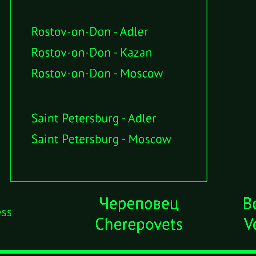 Rostov-on-Don - Adler
Rostov-on-Don - Kazan
Rostov-on-Don - Moscow
Saint Petersburg - Adler
Saint Petersburg - Moscow
Череповец
Cherepovets